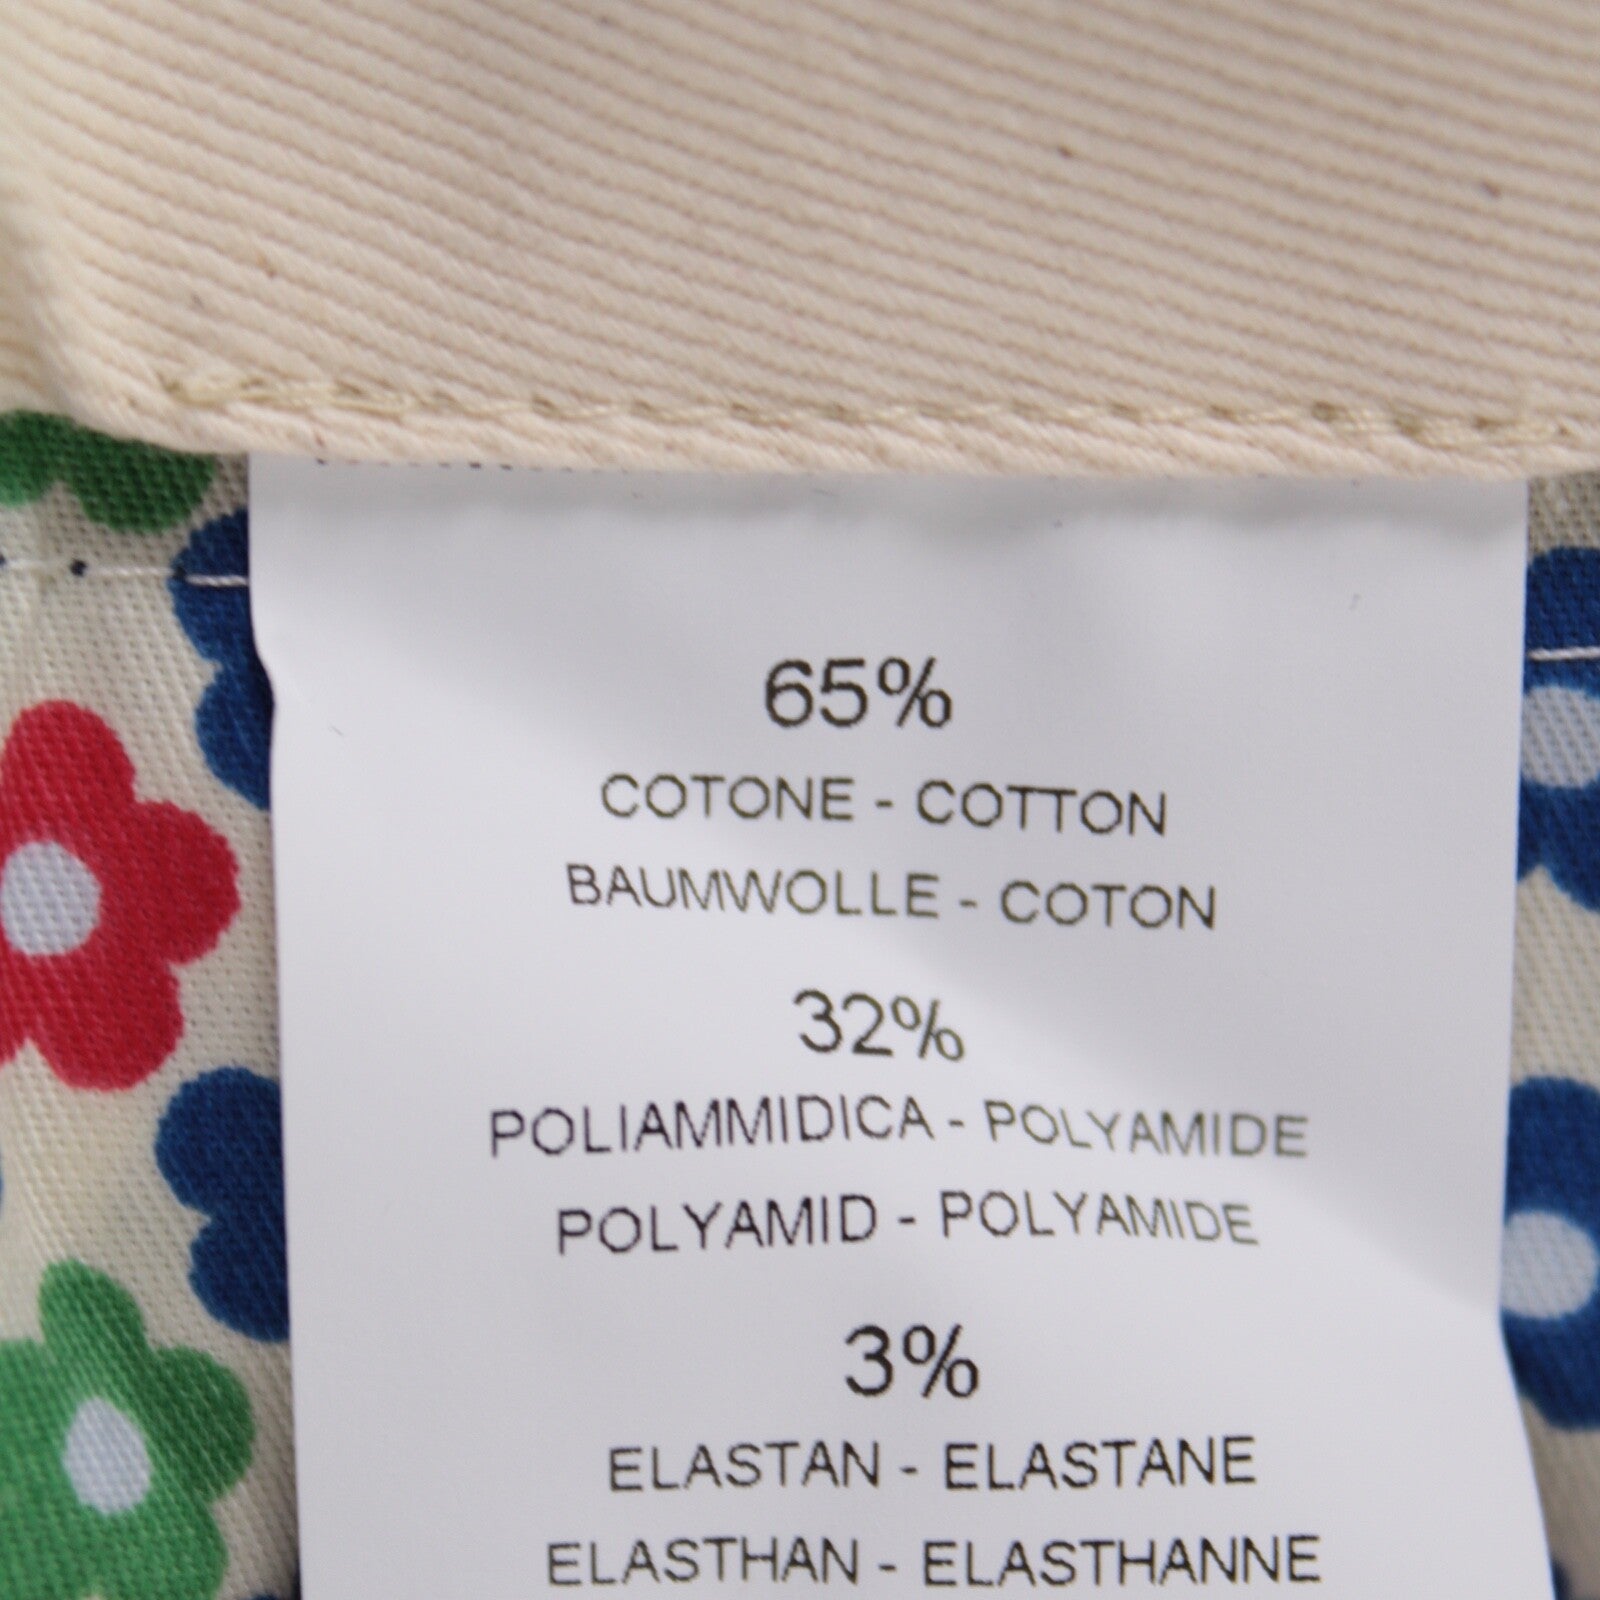 65%
COTONE - COTTON
BAUMWOLLE - COTON
32%
POLIAMMIDICA - POLYAMIDE
POLYAMID - POLYAMIDE
3%
ELASTAN - ELASTANE
ELASTHAN - ELASTHANNE